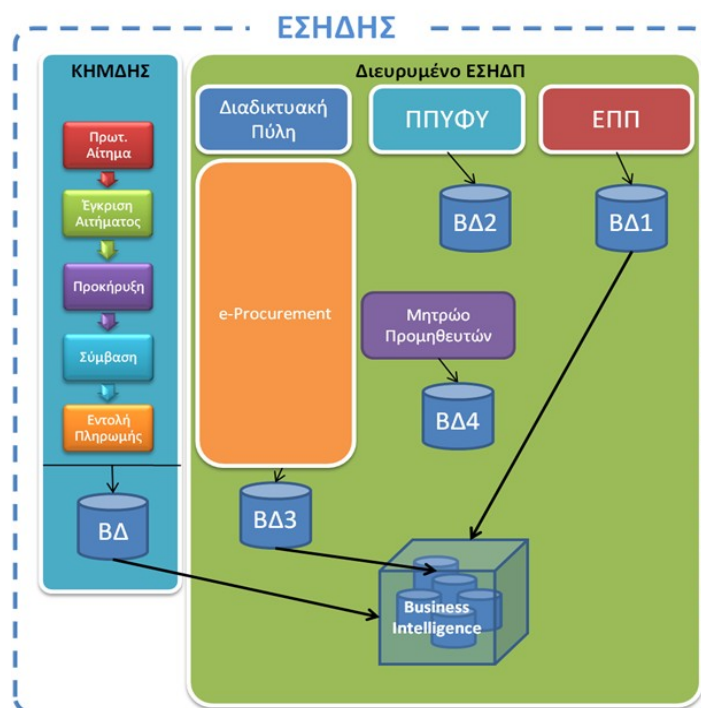 ΕΣΗΔΗΣ
ΚΗΜΔΗΣ
Πρωτ.
Αίτημα
Έγκριση
Αιτήματος
Προκήρυξη
Σύμβαση
Εντολή
Πληρωμής
ΒΔ
Διευρυμένο ΕΣΗΔΠ
Διαδικτυακή
Πύλη
ΠΠΥΦΥ
ΕΠΠ
ΒΔ2
ΒΔ1
e-Procurement
Μητρώο
Προμηθευτών
ΒΔ4
ΒΔ3
Business
Intelligence